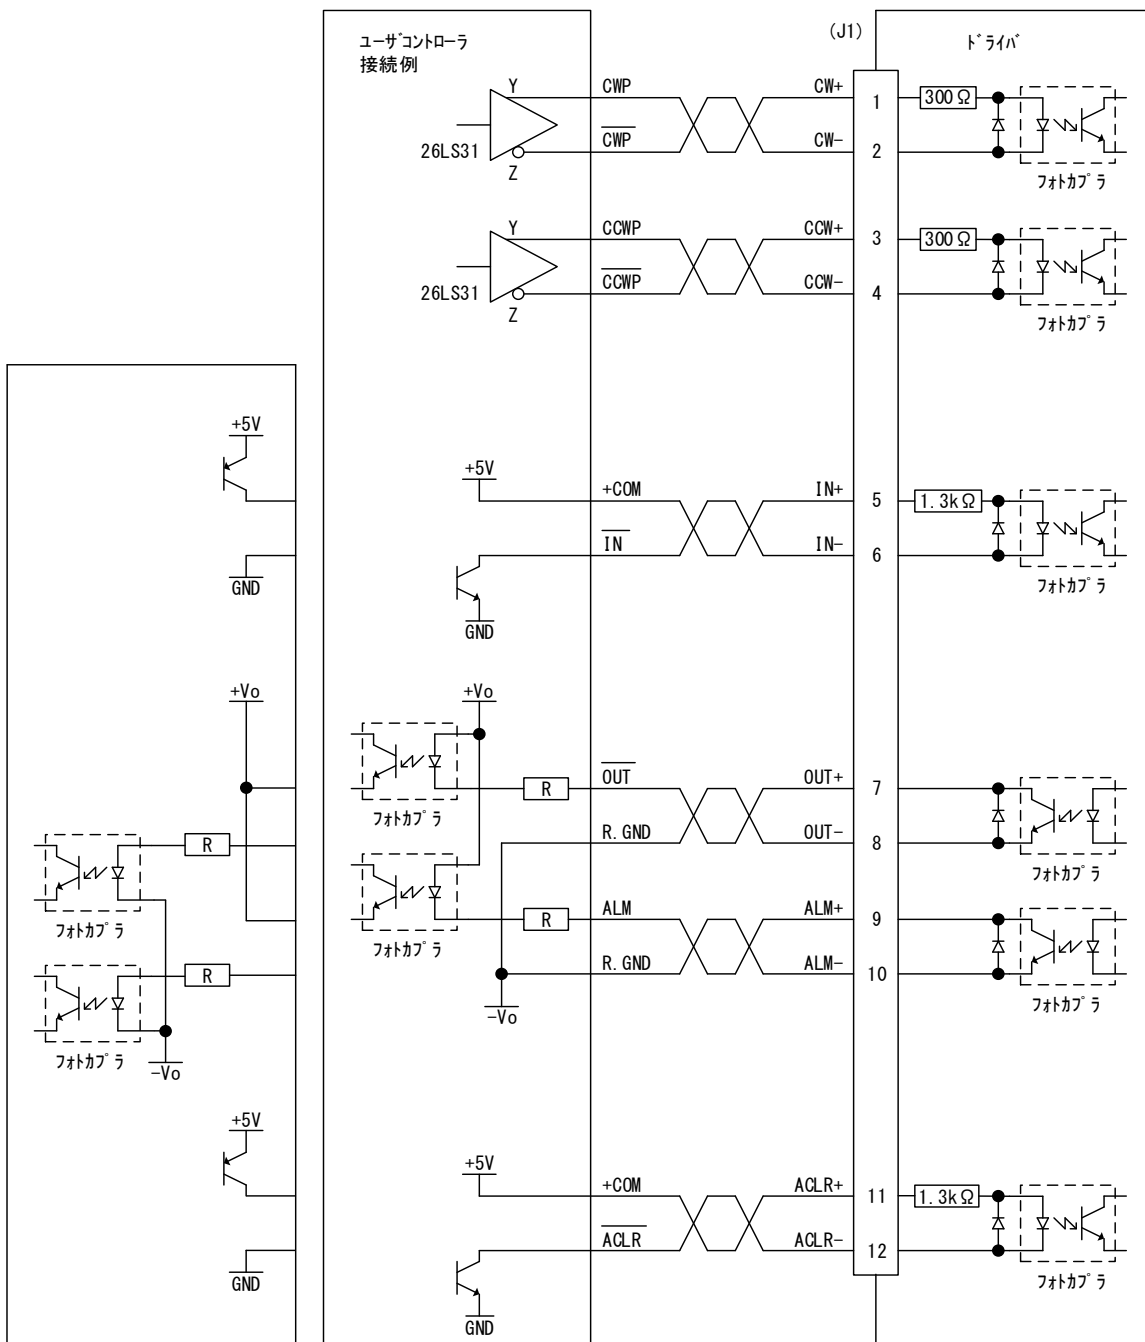 ﾕｰｻﾞｺﾝﾄﾛｰﾗ
接続例
(J1)
ﾄﾞﾗｲﾊﾞ
Y
CWP
CW+
1
300Ω
26LS31
CWP
CW-
2
Z
ﾌｫﾄｶﾌﾟﾗ
Y
CCWP
CCW+
3
300Ω
26LS31
CCWP
CCW-
4
Z
ﾌｫﾄｶﾌﾟﾗ
+5V
GND
+5V
+COM
IN+
5
1.3kΩ
IN
IN-
6
GND
ﾌｫﾄｶﾌﾟﾗ
+Vo
R
ﾌｫﾄｶﾌﾟﾗ
R
ﾌｫﾄｶﾌﾟﾗ
-Vo
+Vo
ﾌｫﾄｶﾌﾟﾗ
R
OUT
OUT+
7
R.GND
OUT-
8
ﾌｫﾄｶﾌﾟﾗ
ﾌｫﾄｶﾌﾟﾗ
R
ALM
ALM+
9
R.GND
ALM-
10
-Vo
ﾌｫﾄｶﾌﾟﾗ
+5V
GND
+5V
+COM
ACLR+
11
1.3kΩ
ACLR
ACLR-
12
GND
ﾌｫﾄｶﾌﾟﾗ